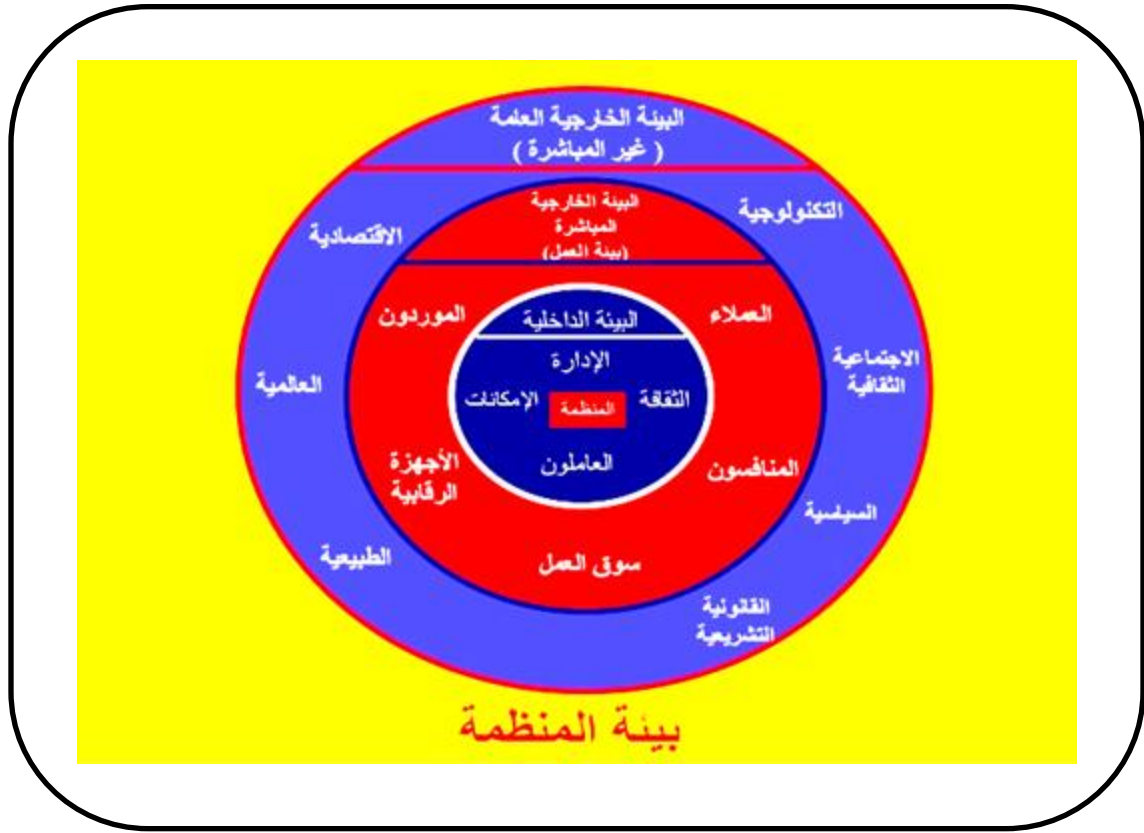 البيئة الخارجية العامة
( غير المباشرة )
التكنولوجية
الاقتصادية
البيئة الخارجية
المباشرة
(بيئة العمل)
العملاء
الموردون
البيئة الداخلية
الإدارة
الثقافة
المنظمة
الإمكانات
العاملون
الاجتماعية
الثقافية
العالمية
المنافسون
الأجهزة
الرقابية
السياسية
سوق العمل
الطبيعية
القانونية
التشريعية
بيئة المنظمة